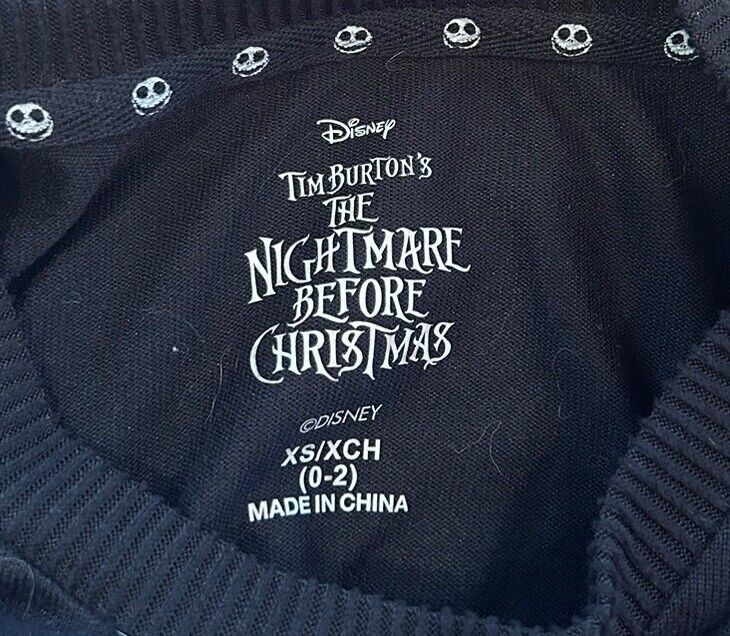 Disney
TIM BURTON'S
THE
NIGHTMARE
BEFORE
CHRISTMAS
©DISNEY
XS/XCH
(0-2)
MADE IN CHINA